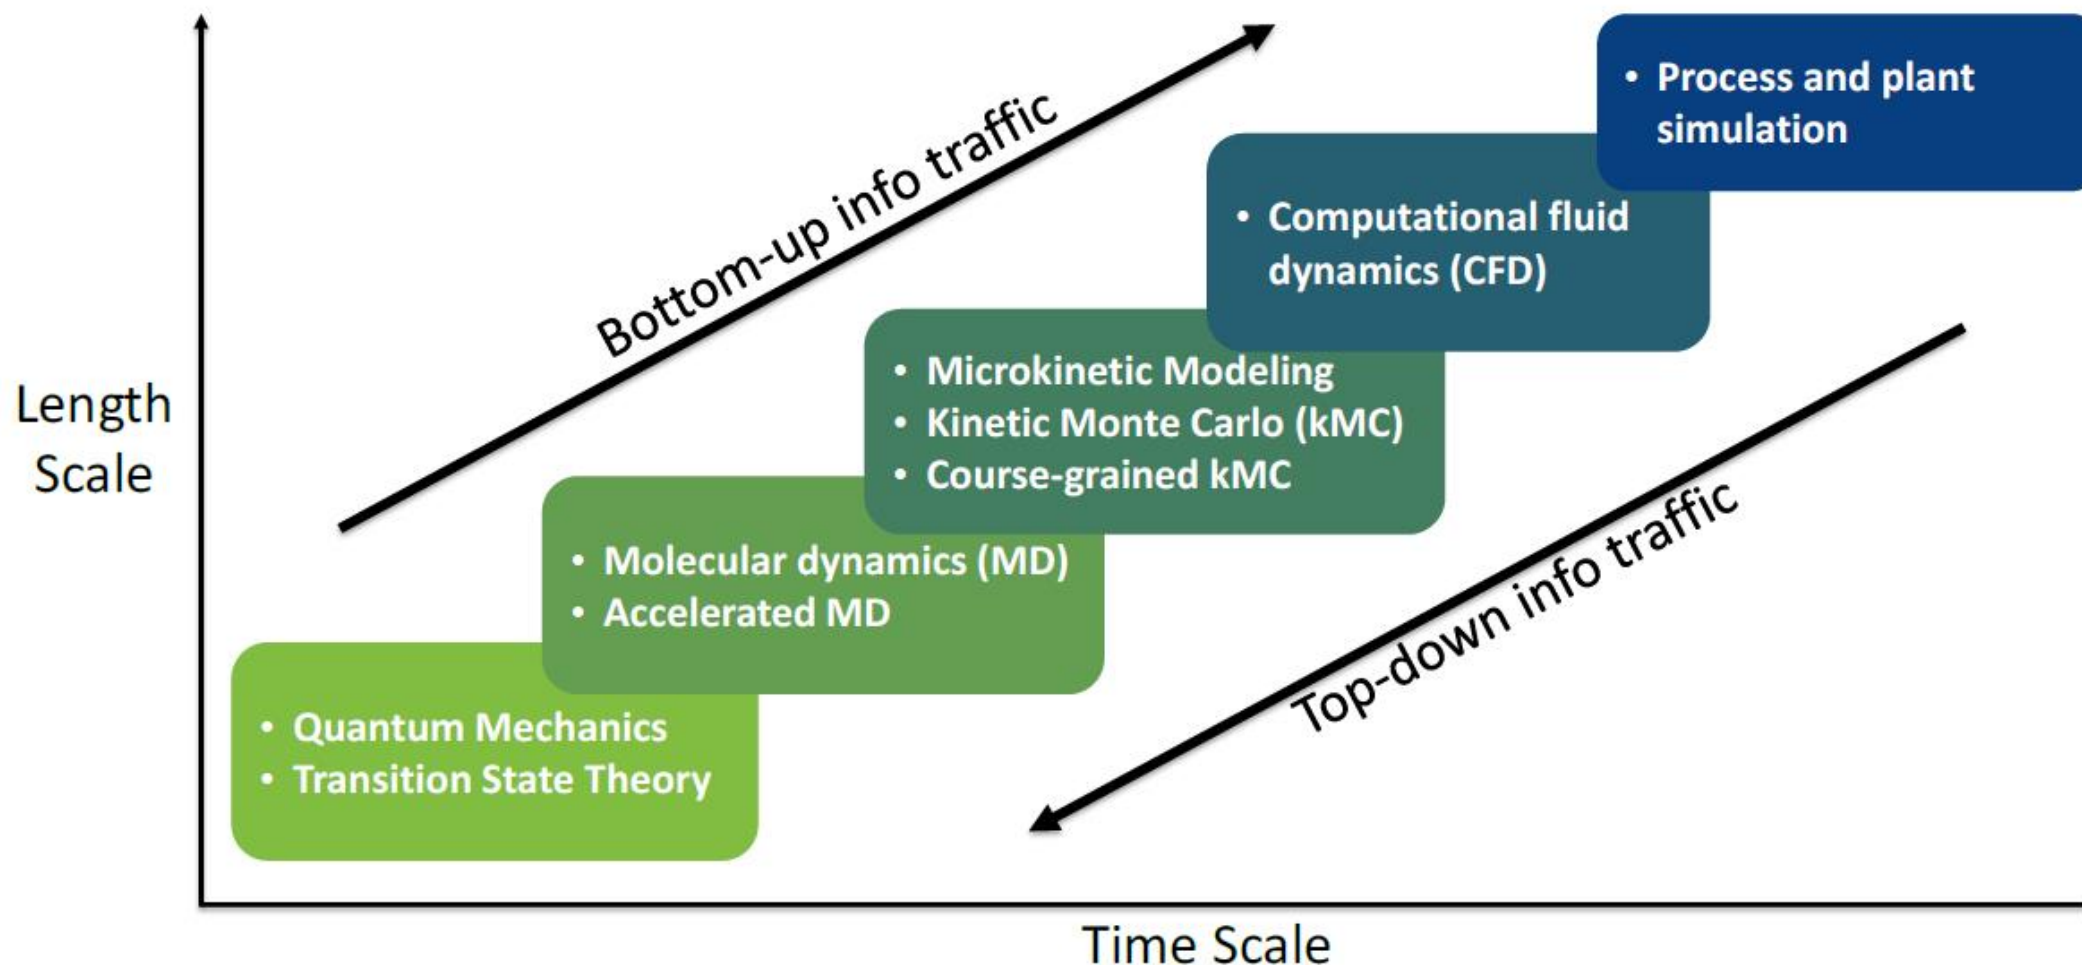 Bottom-up info traffic
• Process and plant
simulation
• Computational fluid
dynamics (CFD)
Length
Scale
• Microkinetic Modeling
• Kinetic Monte Carlo (kMC)
• Course-grained kMC
• Molecular dynamics (MD)
• Accelerated MD
Top-down info traffic
• Quantum Mechanics
• Transition State Theory
Time Scale